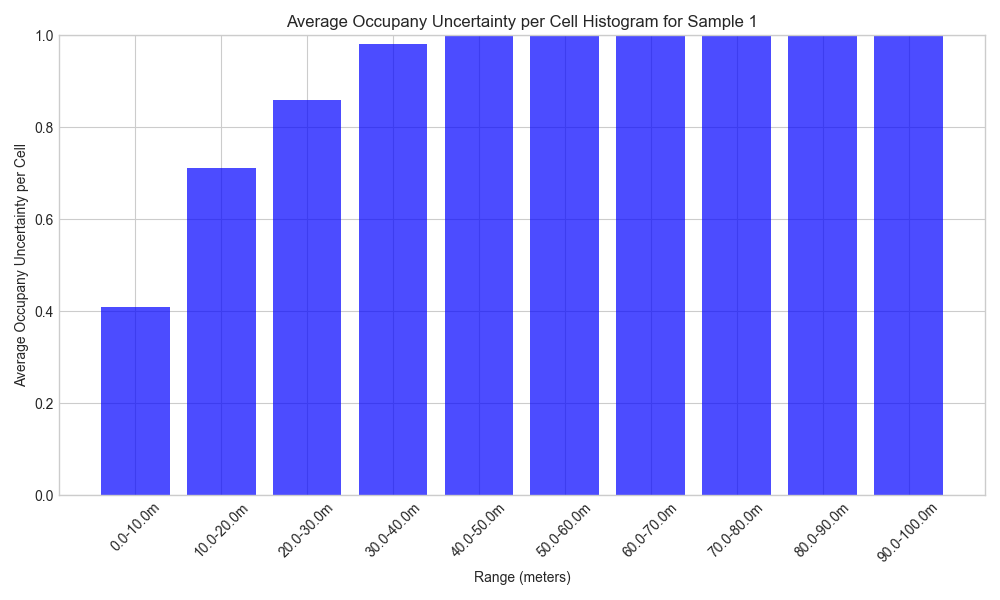 Average Occupany Uncertainty per Cell Histogram for Sample 1
Average Occupany Uncertainty per Cell
1.0
0.8
0.6
0.4
0.2
0.0
0.0-10.0m
10.0-20.0m
20.0-30.0m
30.0-40.0m
40.0-50.0m
50.0-60.0m
60.0-70.0m
70.0-80.0m
80.0-90.0m
90.0-100.0m
Range (meters)